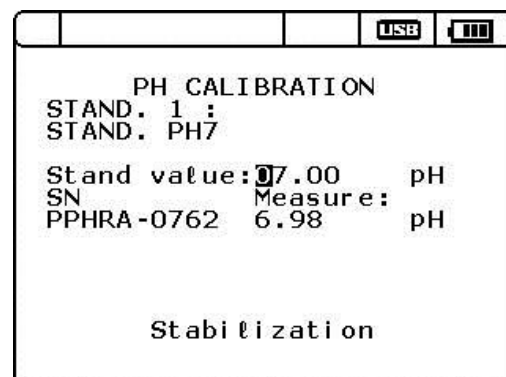 USB
PH CALIBRATION
STAND. 1 :
STAND. PH7
Stand value:07.00 pH
SN Measure:
PPHRA-0762 6.98 pH
Stabilization